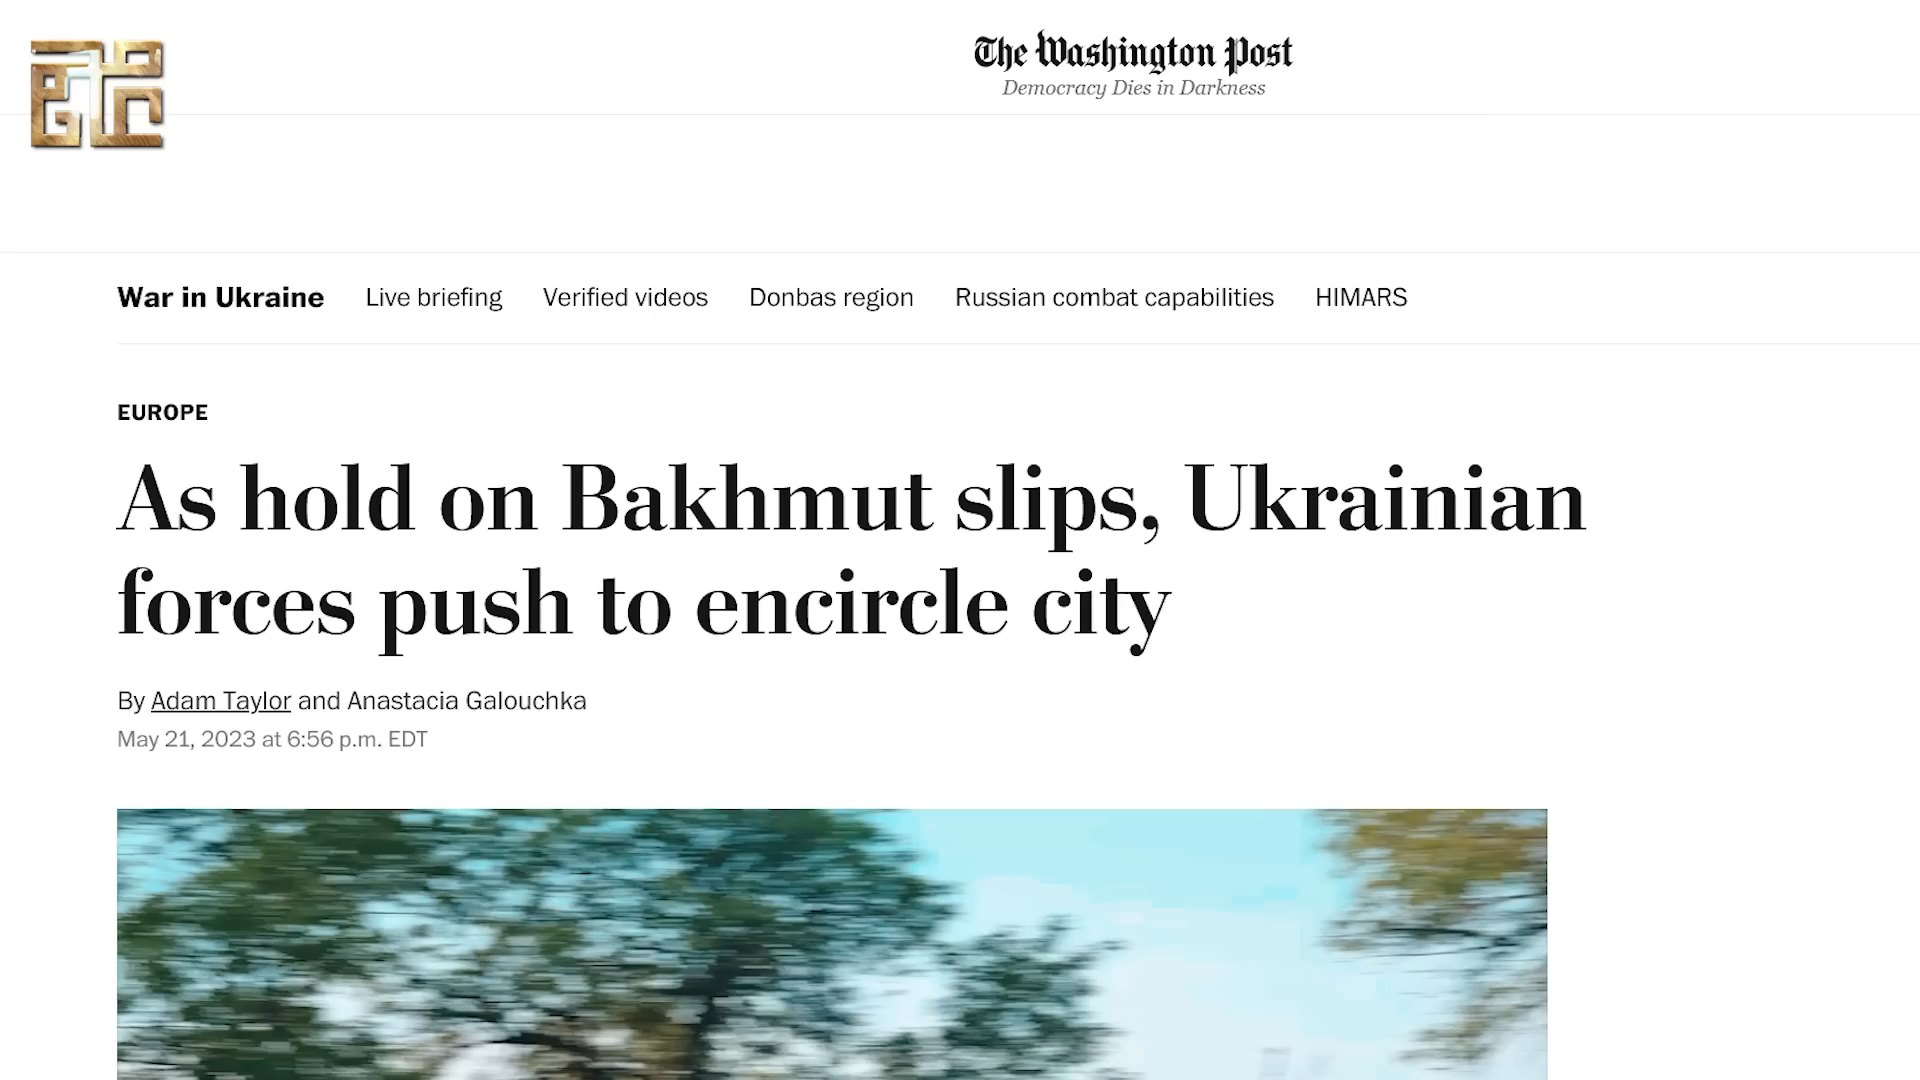 The Washington Post
Democracy Dies in Darkness
War in Ukraine Live briefing Verified videos Donbas region Russian combat capabilities HIMARS
EUROPE
As hold on Bakhmut slips, Ukrainian
forces push to encircle city
By Adam Taylor and Anastacia Galouchka
May 21, 2023 at 6:56 p.m. EDT